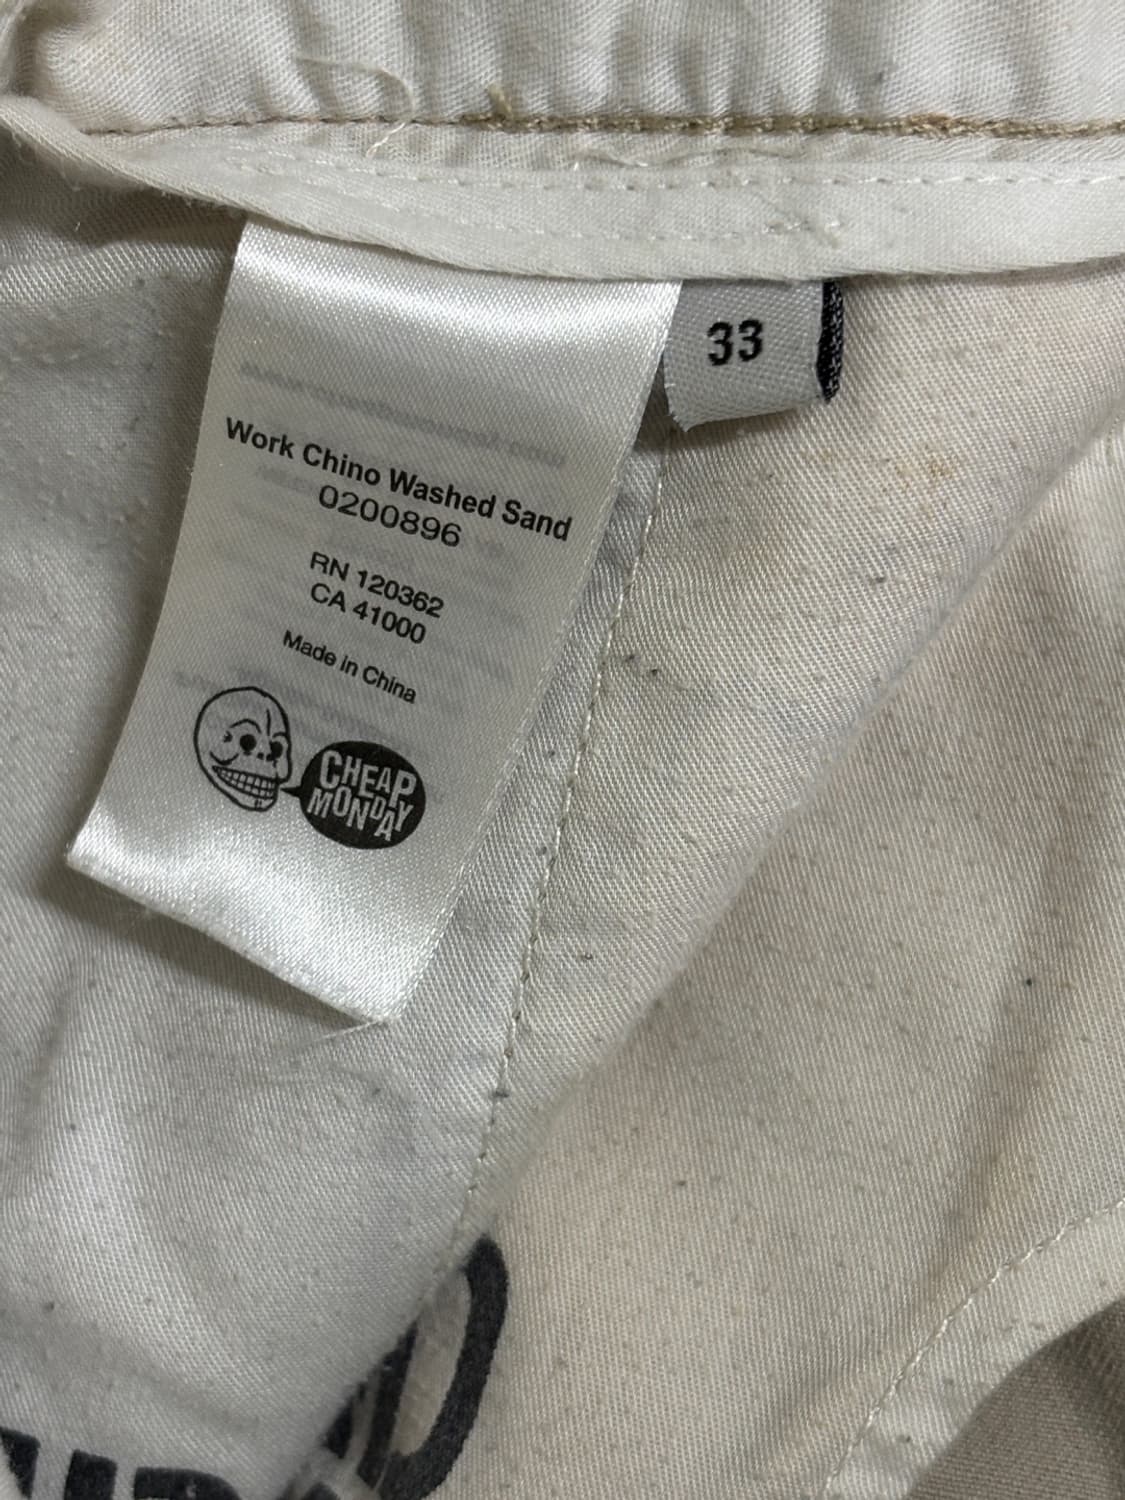 33
Work Chino Washed Sand
0200896
RN 120362
CA 41000
Made in China
CHEAP
MONDAY